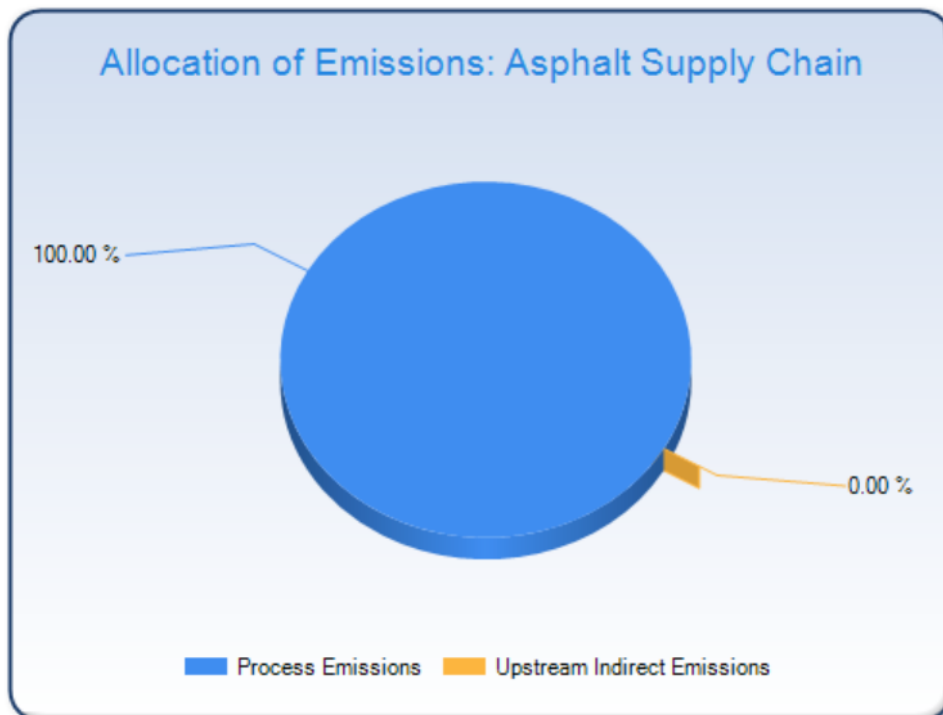 Allocation of Emissions: Asphalt Supply Chain
100.00 %
0.00 %
Process Emissions
Upstream Indirect Emissions